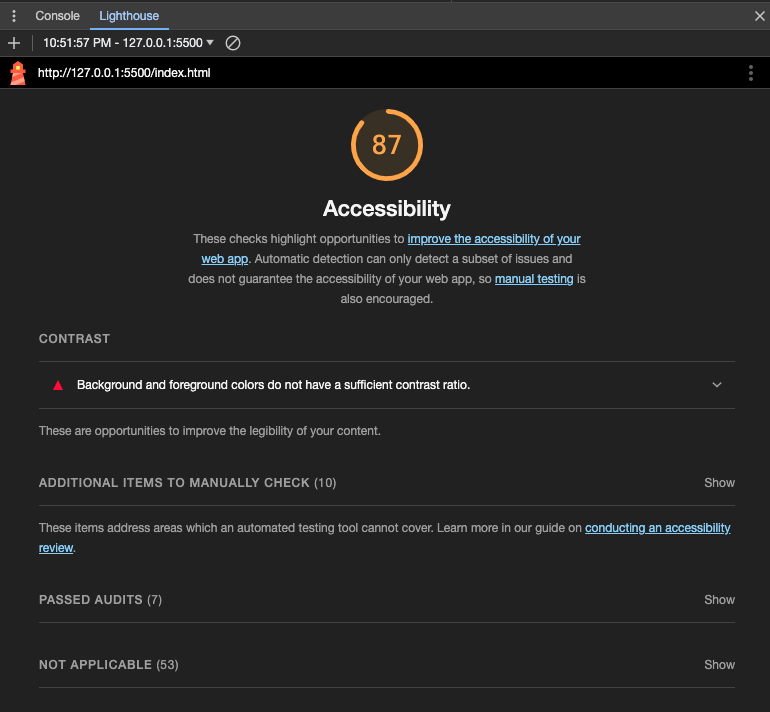 Console Lighthouse
10:51:57 PM - 127.0.0.1:5500
http://127.0.0.1:5500/index.html
87
Accessibility
These checks highlight opportunities to improve the accessibility of your
web app. Automatic detection can only detect a subset of issues and
does not guarantee the accessibility of your web app, so manual testing is
also encouraged.
CONTRAST
Background and foreground colors do not have a sufficient contrast ratio.
These are opportunities to improve the legibility of your content.
ADDITIONAL ITEMS TO MANUALLY CHECK (10) Show
These items address areas which an automated testing tool cannot cover. Learn more in our guide on conducting an accessibility
review.
PASSED AUDITS (7) Show
NOT APPLICABLE (53) Show